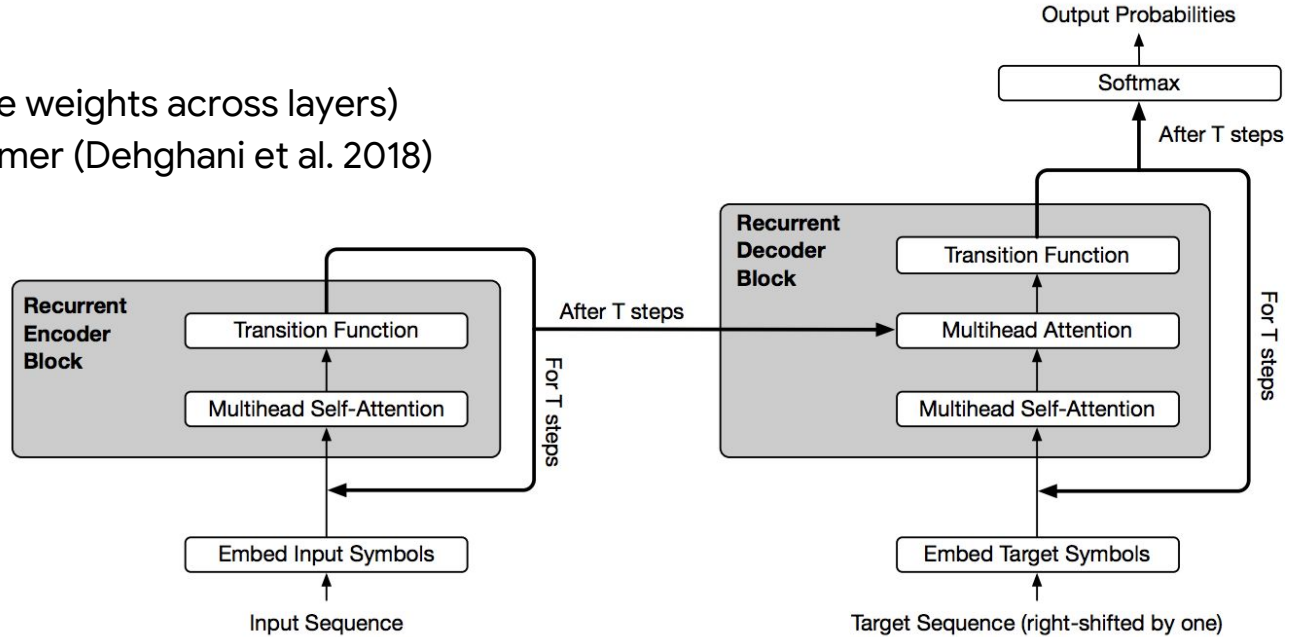 e weights across layers)
mer (Dehghani et al. 2018)
Recurrent
Encoder
Block
Transition Function
Multihead Self-Attention
For T steps
Embed Input Symbols
Input Sequence
After T steps
Output Probabilities
Softmax
After T steps
Recurrent
Decoder
Block
Transition Function
Multihead Attention
Multihead Self-Attention
For T steps
Embed Target Symbols
Target Sequence (right-shifted by one)